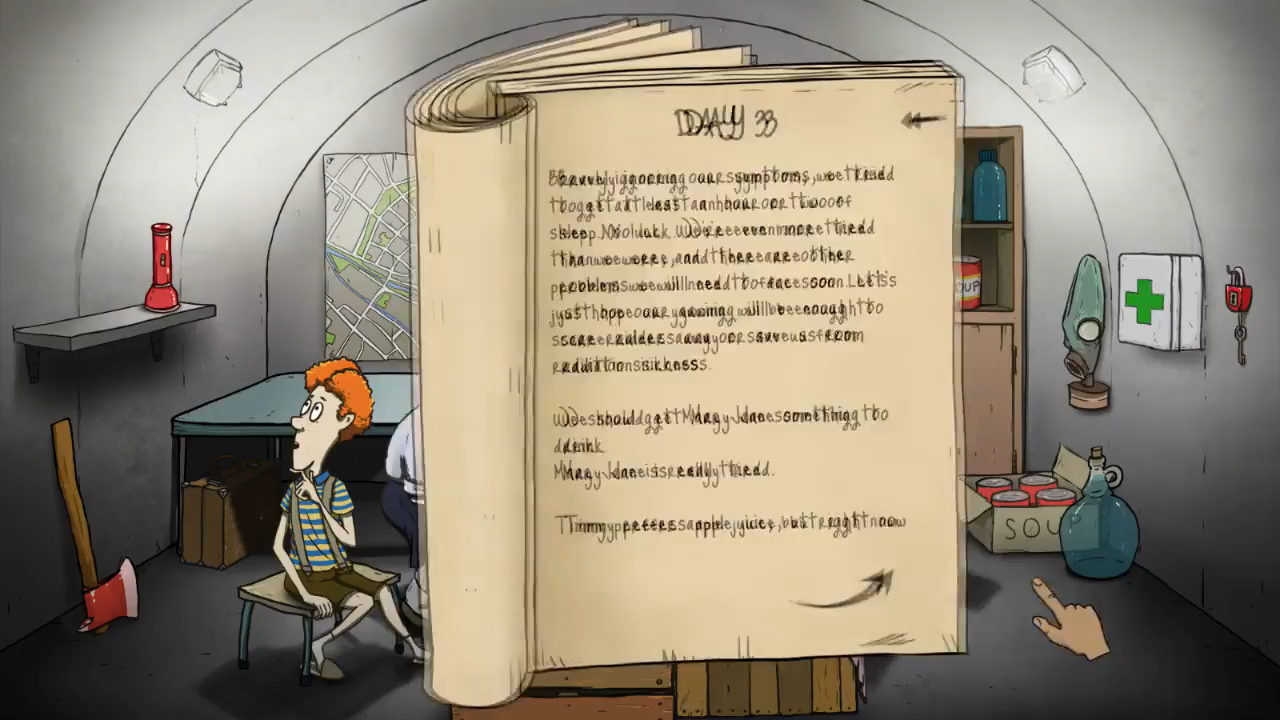 DAY 33
Bravely ignoring our symptoms, we tried
to get at least an hour or two of
sleep. No luck. We're even more tired
than we were, and there are other
problems we will need to face soon. Let's
just hope our yawning will be enough to
scare raiders away or save us from
radiation sickness.
We should get Mary Jane something to
drink.
Mary Jane is really tired.
Timmy prefers apple juice, but right now
SOUP